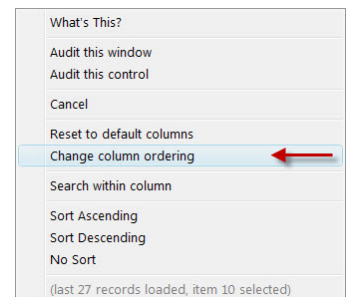 What's This?
Audit this window
Audit this control
Cancel
Reset to default columns
Change column ordering
Search within column
Sort Ascending
Sort Descending
No Sort
(last 27 records loaded, item 10 selected)